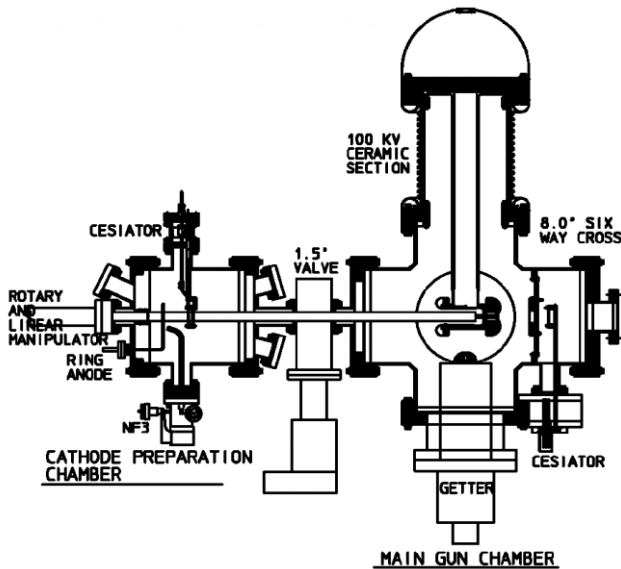 100 KV
CERAMIC
SECTION
CESIATOR
1.5"
VALVE
8.0" SIX
WAY CROSS
ROTARY
AND
LINEAR
MANIPULATOR
RING
ANODE
NF3
CATHODE PREPARATION
CHAMBER
GETTER
CESIATOR
MAIN GUN CHAMBER